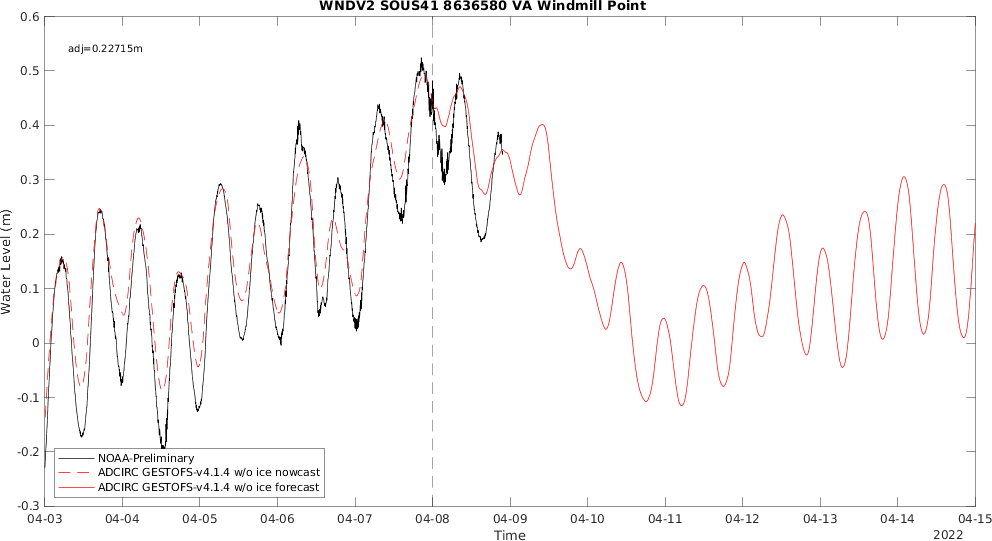 WNDV2 SOUS41 8636580 VA Windmill Point
adj=0.22715m
0.6
0.5
0.4
0.3
0.2
0.1
0
-0.1
-0.2
-0.3
Water Level (m)
NOAA-Preliminary
ADCIRC GESTOFS-v4.1.4 w/o ice nowcast
ADCIRC GESTOFS-v4.1.4 w/o ice forecast
04-03 04-04 04-05 04-06 04-07 04-08 04-09 04-10 04-11 04-12 04-13 04-14 04-15
Time
2022